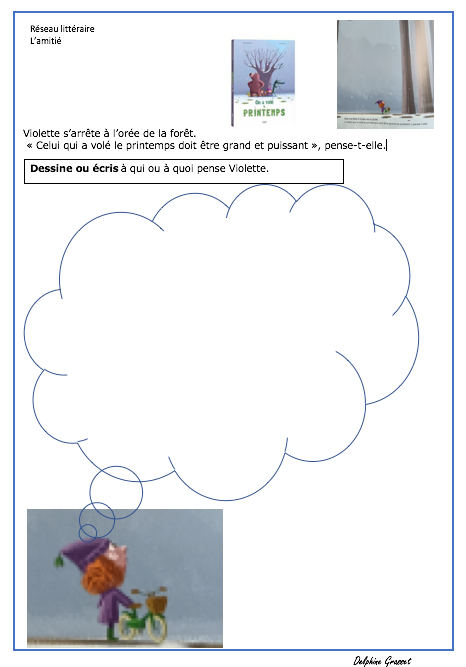 Réseau littéraire
L'amitié
On a volé
le
PRINTEMPS
Violette s'arrête à l'orée de la forêt.
« Celui qui a volé le printemps doit être grand et puissant », pense-t-elle.
Dessine ou écris à qui ou à quoi pense Violette.
Delphine Grasset